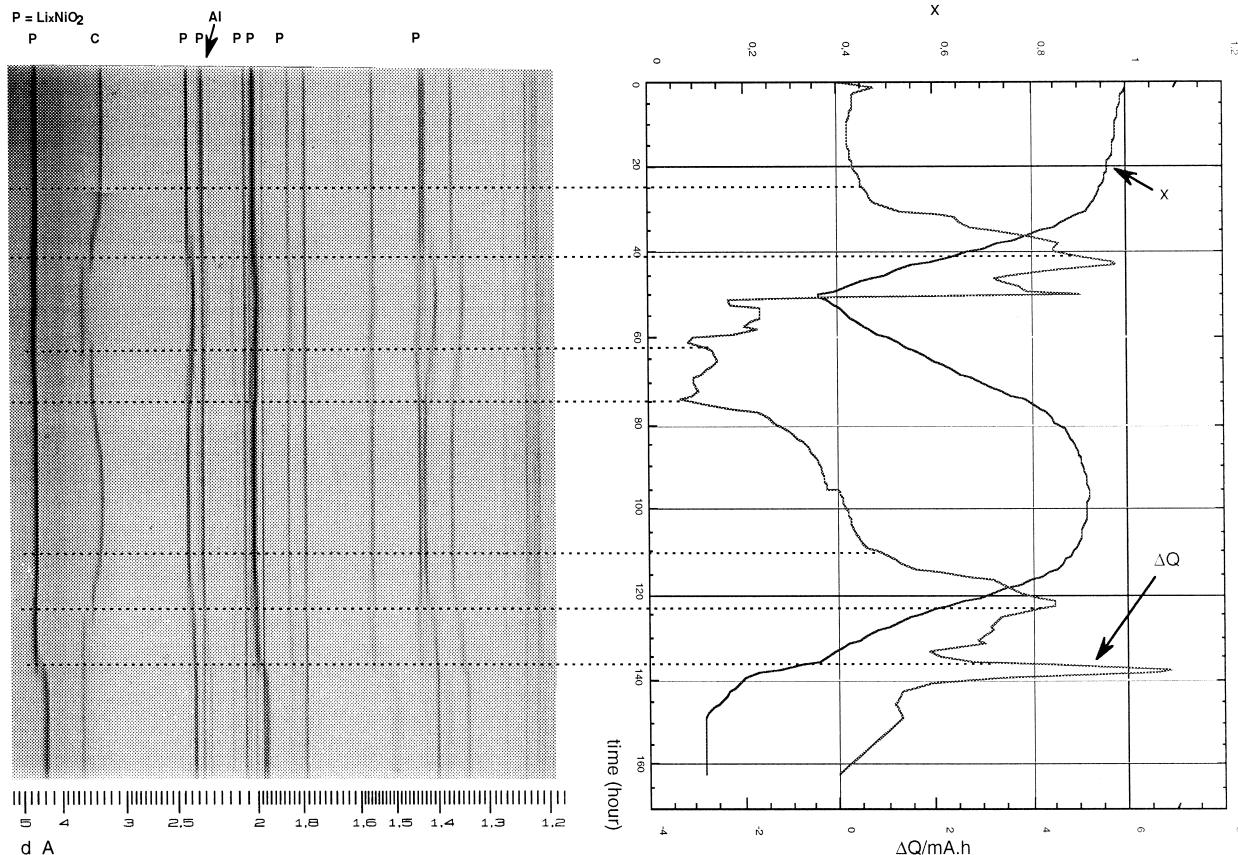 P = LixNiO2
Al
P C P P P P P P
5 4 3 2,5 2 1,8 1,6 1,5 1,4 1,3 1,2
d A
X
0,2 0,4 0,6 0,8 1 1,2
0
20
40
60
80
100
120
140
160
time (hour)
X
ΔQ
-4 -2 0 2 4 6 8
ΔQ/mA.h